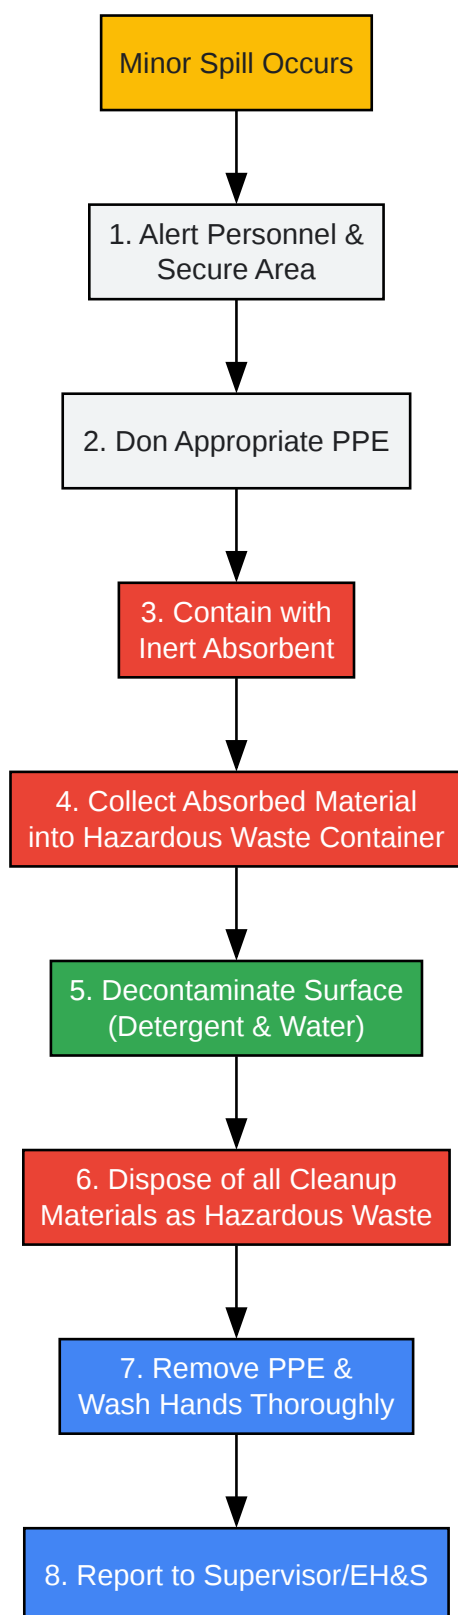 Minor Spill Occurs
1. Alert Personnel &
Secure Area
2. Don Appropriate PPE
3. Contain with
Inert Absorbent
4. Collect Absorbed Material
into Hazardous Waste Container
5. Decontaminate Surface
(Detergent & Water)
6. Dispose of all Cleanup
Materials as Hazardous Waste
7. Remove PPE &
Wash Hands Thoroughly
8. Report to Supervisor/EH&S